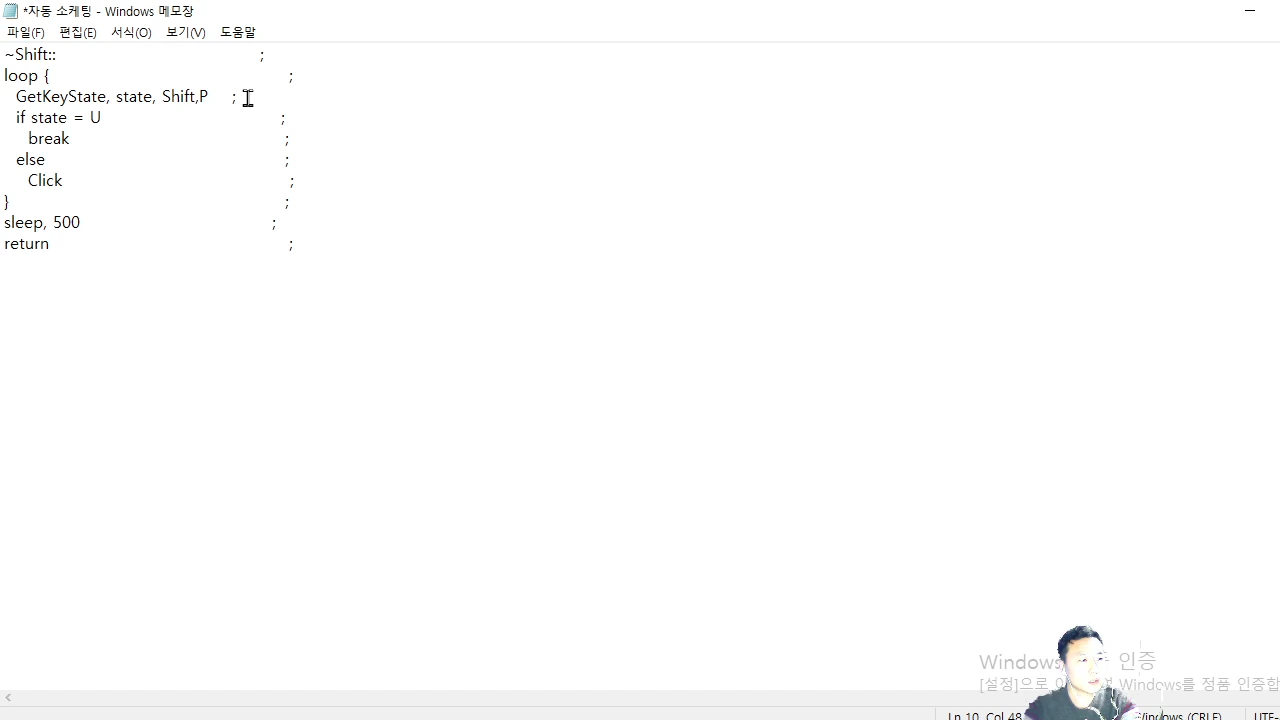 *자동 소케팅 - Windows 메모장
파일(F) 편집(E) 서식(O) 보기(V) 도움말
~Shift:: ;
loop { ;
GetKeyState, state, Shift,P ;
if state = U ;
break ;
else ;
Click ;
} ;
sleep, 500 ;
return ;
Windows 인증
[설정]으로 Windows를 정품 인증합
Ln 10, Col 48 (CRLF) UTF-